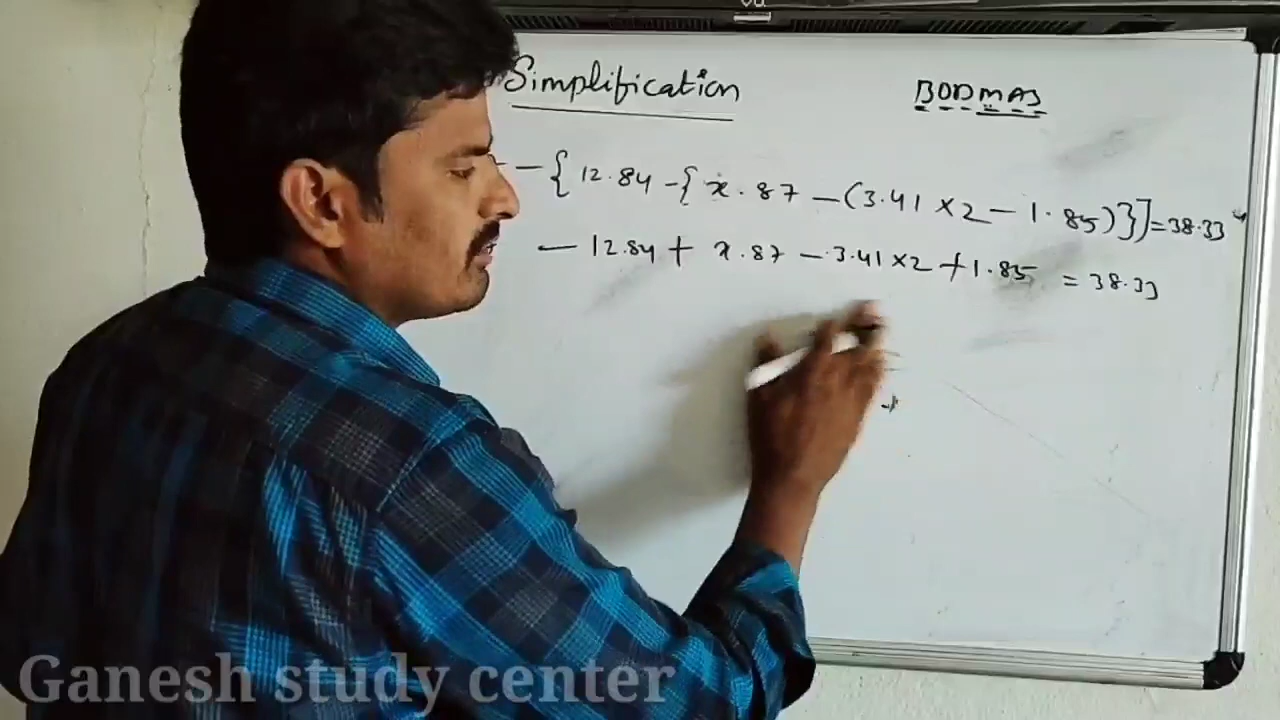 Simplification
BODMAS
- { 12.84 - { x.87 - (3.41 × 2 - 1.85)}] = 38.33
- 12.84 + x.87 - 3.41 × 2 + 1.85 = 38.33
+
Ganesh study center